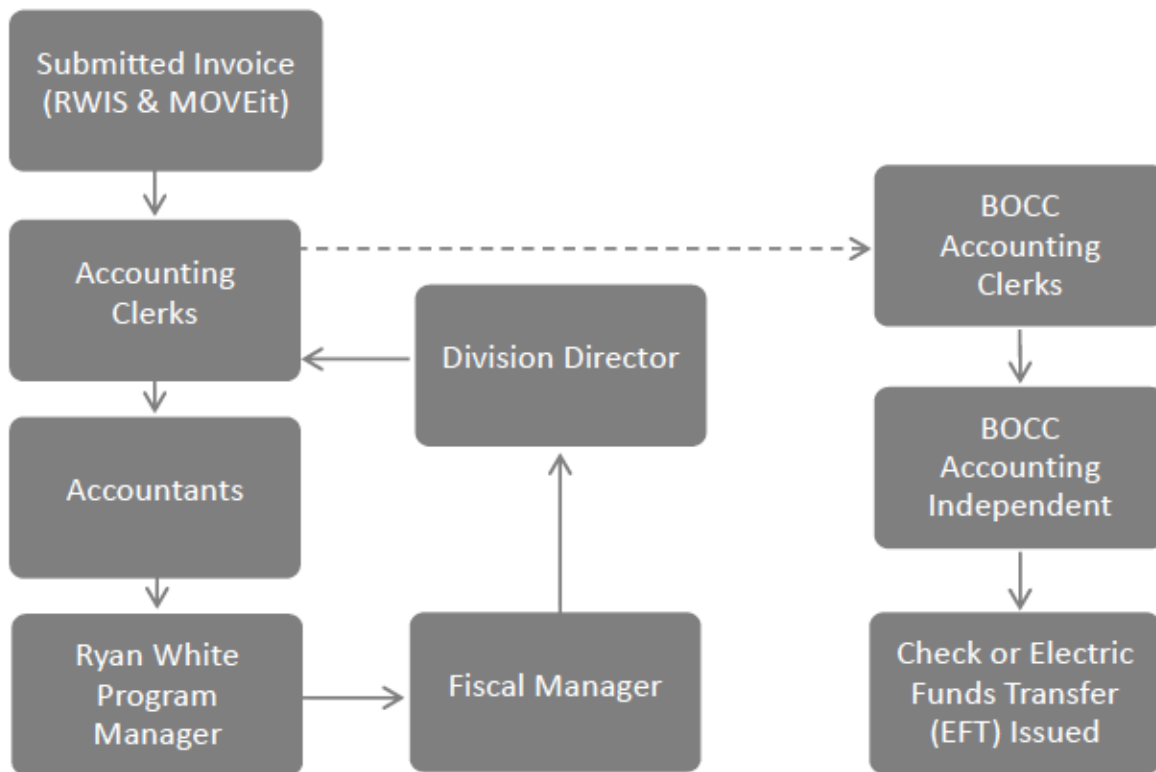 Submitted Invoice
(RWIS & MOVEit)
Accounting
Clerks
Accountants
Ryan White
Program
Manager
Fiscal Manager
Division Director
BOCC
Accounting
Clerks
BOCC
Accounting
Independent
Check or Electric
Funds Transfer
(EFT) Issued